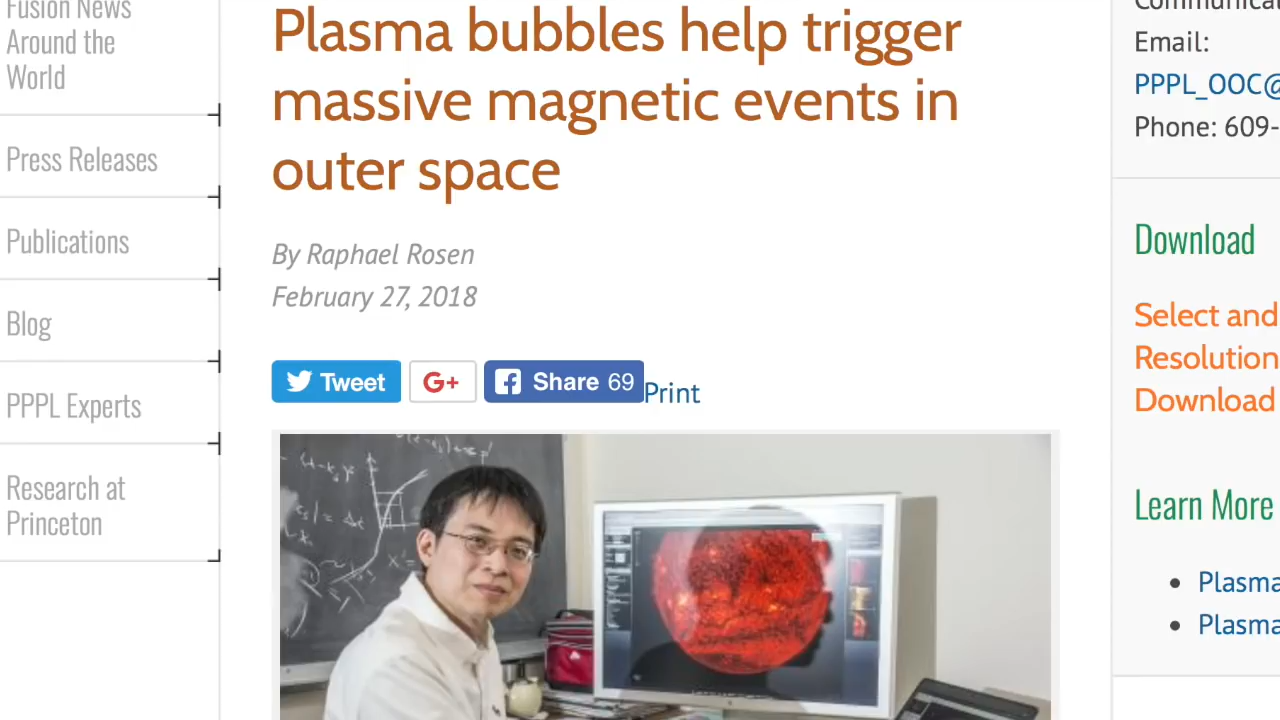 Fusion News
Around the
World
Press Releases
Publications
Blog
PPPL Experts
Research at
Princeton
Plasma bubbles help trigger
massive magnetic events in
outer space
By Raphael Rosen
February 27, 2018
Tweet
G+
Share 69
Print
Email:
PPPL_OOC@
Phone: 609-
Download
Select and
Resolution
Download
Learn More
Plasma
Plasma